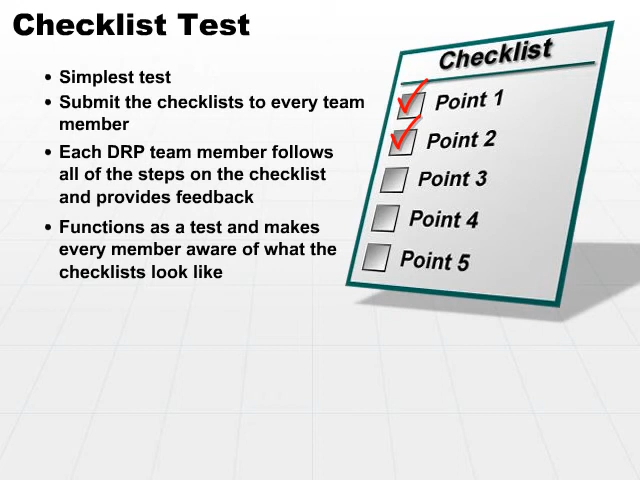 Checklist Test
• Simplest test
• Submit the checklists to every team
member
• Each DRP team member follows
all of the steps on the checklist
and provides feedback
• Functions as a test and makes
every member aware of what the
checklists look like
Checklist
Point 1
Point 2
Point 3
Point 4
Point 5